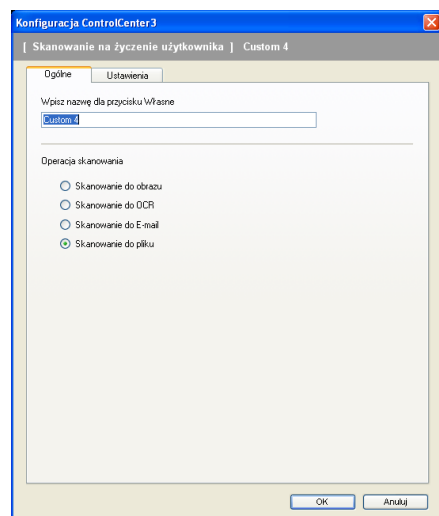 Konfiguracja ControlCenter3
[ Skanowanie na życzenie użytkownika ] Custom 4
Ogólne Ustawienia
Wpisz nazwę dla przycisku Własne
Custom 4
Operacja skanowania
Skanowanie do obrazu
Skanowanie do OCR
Skanowanie do E-mail
Skanowanie do pliku
OK Anuluj